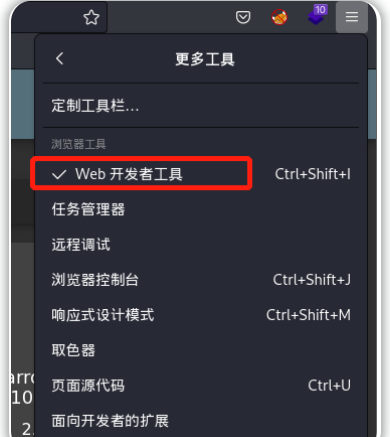 10
更多工具
定制工具栏...
浏览器工具
Web 开发者工具 Ctrl+Shift+I
任务管理器
远程调试
浏览器控制台 Ctrl+Shift+J
响应式设计模式 Ctrl+Shift+M
取色器
页面源代码 Ctrl+U
arro
10
面向开发者的扩展
2.